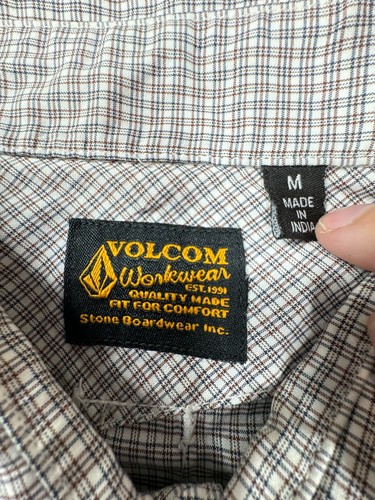 VOLCOM
Workwear
EST. 1991
QUALITY MADE
FIT FOR COMFORT
Stone Boardwear Inc.
M
MADE
IN
INDIA